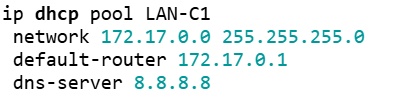 ip dhcp pool LAN-C1
network 172.17.0.0 255.255.255.0
default-router 172.17.0.1
dns-server 8.8.8.8